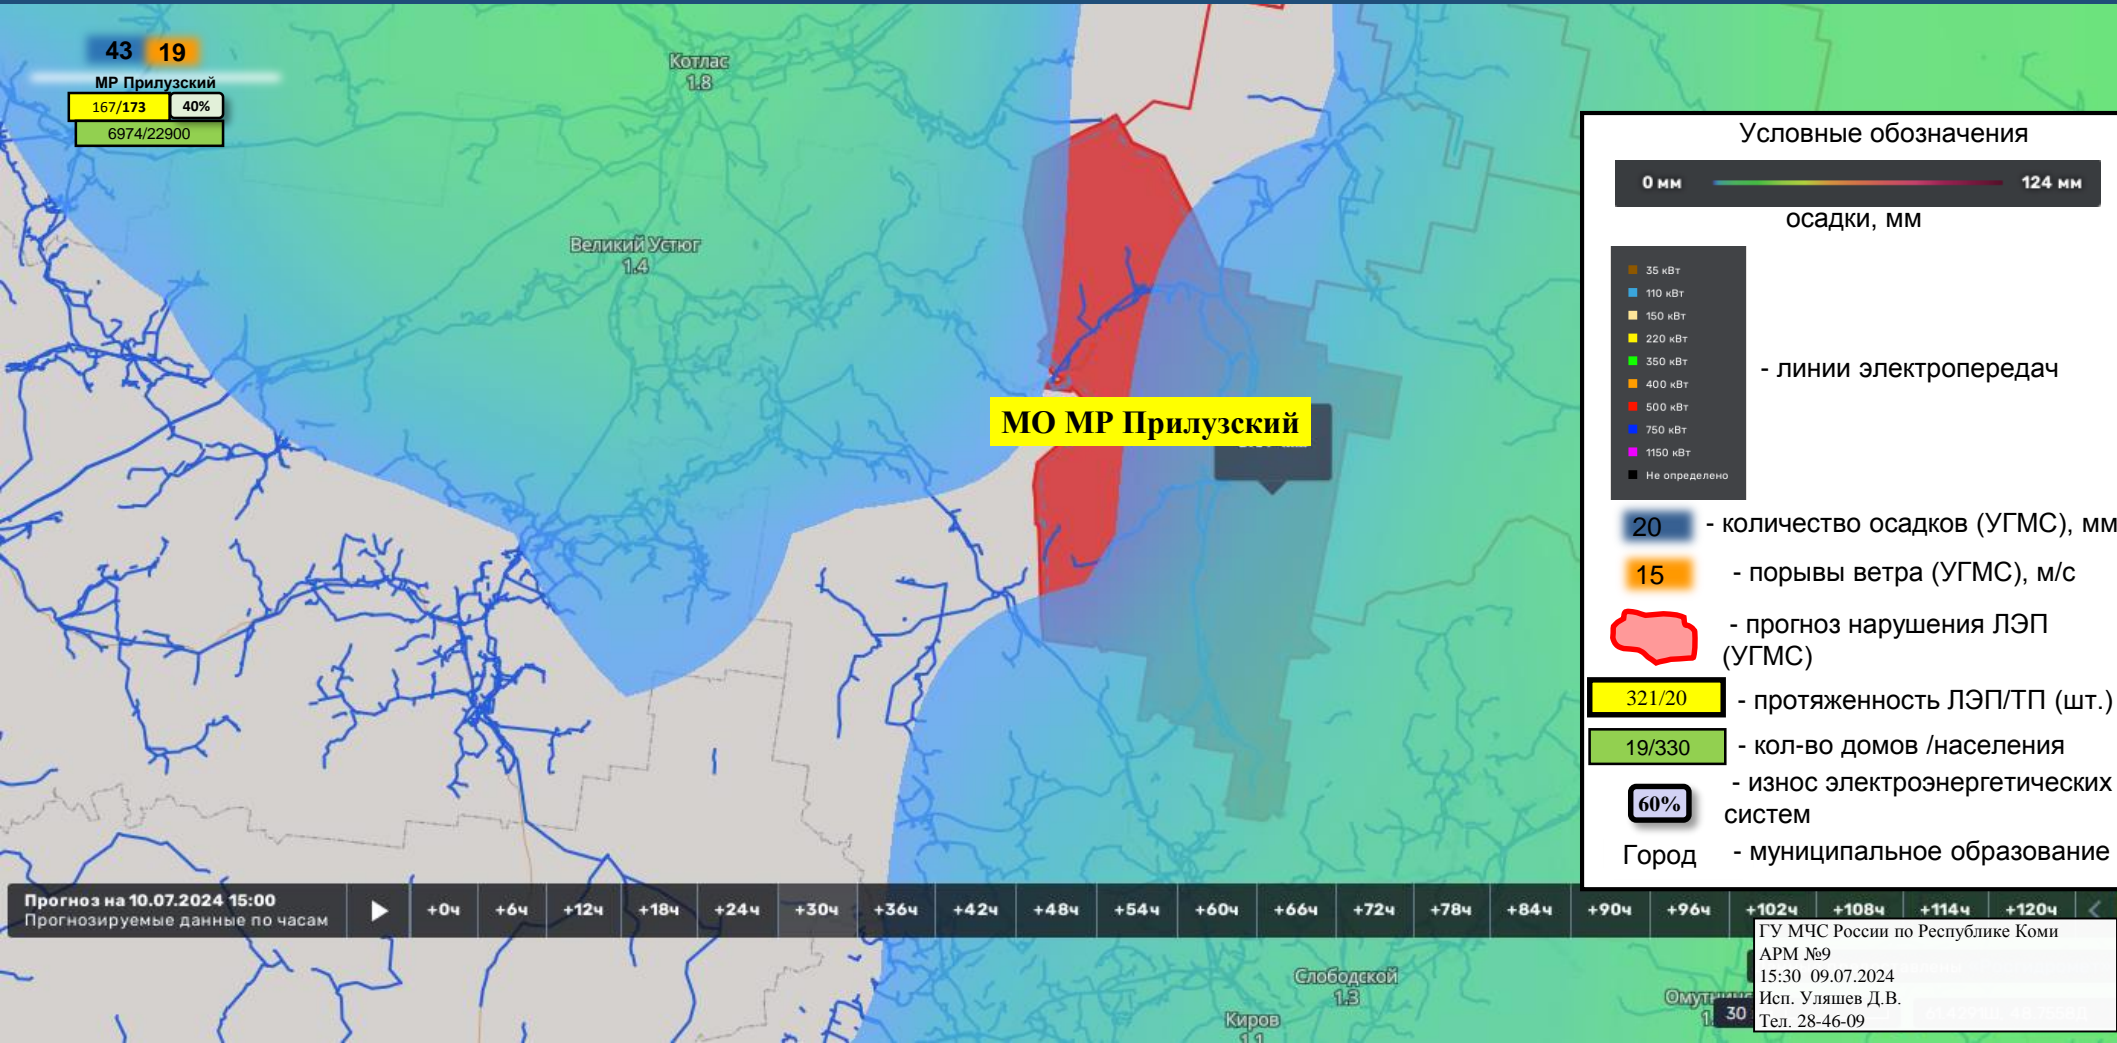 43 19
МР Прилузский
167/173 40%
6974/22900
Котлас
1.8
Великий Устюг
1.4
МО МР Прилузский
Условные обозначения
0 мм 124 мм
осадки, мм
35 кВт
110 кВт
150 кВт
220 кВт
350 кВт
400 кВт
500 кВт
750 кВт
1150 кВт
Не определено
- линии электропередач
20 - количество осадков (УГМС), мм
15 - порывы ветра (УГМС), м/с
- прогноз нарушения ЛЭП
(УГМС)
321/20 - протяженность ЛЭП/ТП (шт.)
19/330 - кол-во домов /населения
- износ электроэнергетических
60%
систем
Город - муниципальное образование
Прогноз на 10.07.2024 15:00
Прогнозируемые данные по часам
+0ч +6ч +12ч +18ч +24ч +30ч +36ч +42ч +48ч +54ч +60ч +66ч +72ч +78ч +84ч +90ч +96ч +102ч +108ч +114ч +120ч
ГУ МЧС России по Республике Коми
АРМ №9
15:30 09.07.2024
Исп. Уляшев Д.В.
Тел. 28-46-09
Слободской
1.3
Киров
1.1
30